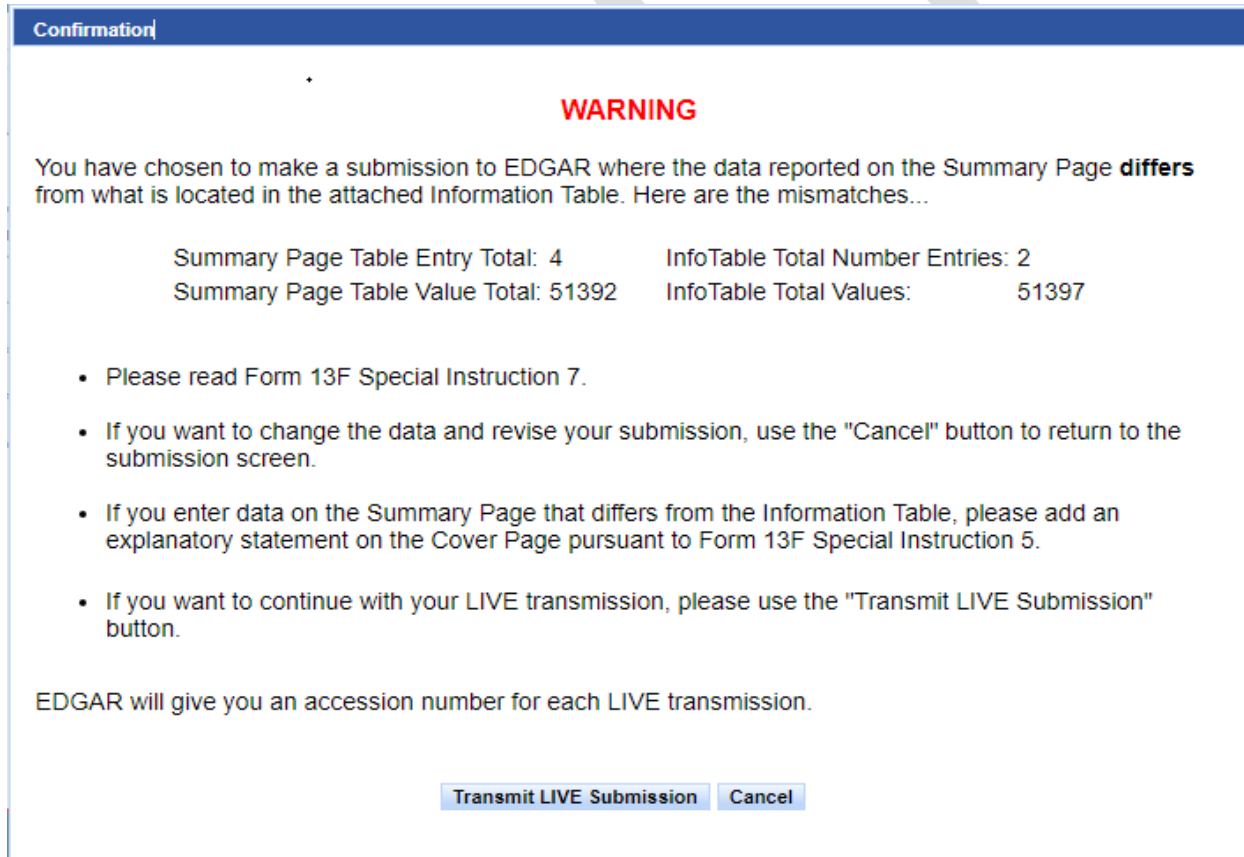 Confirmation
WARNING
You have chosen to make a submission to EDGAR where the data reported on the Summary Page differs
from what is located in the attached Information Table. Here are the mismatches...
Summary Page Table Entry Total: 4 InfoTable Total Number Entries: 2
Summary Page Table Value Total: 51392 InfoTable Total Values: 51397
• Please read Form 13F Special Instruction 7.
• If you want to change the data and revise your submission, use the "Cancel" button to return to the
submission screen.
• If you enter data on the Summary Page that differs from the Information Table, please add an
explanatory statement on the Cover Page pursuant to Form 13F Special Instruction 5.
• If you want to continue with your LIVE transmission, please use the "Transmit LIVE Submission"
button.
EDGAR will give you an accession number for each LIVE transmission.
Transmit LIVE Submission Cancel